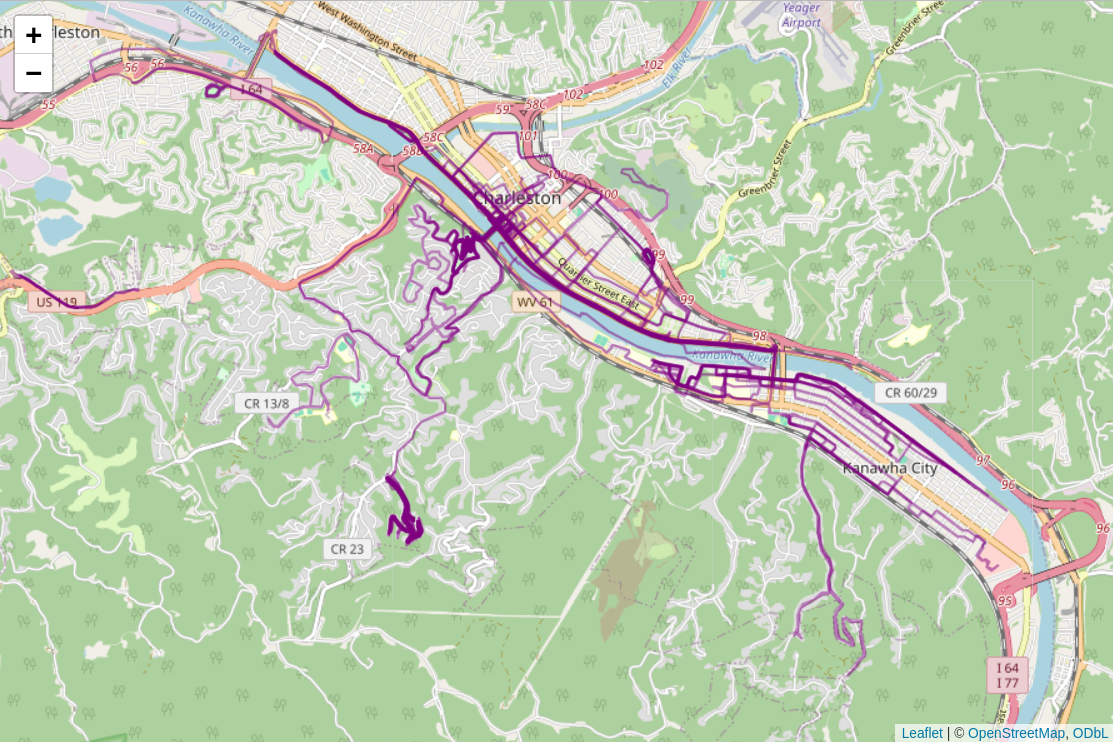 +
−
Kanawha River
West Washington Street
Yeager
Airport
Greenbrier Street
56
56
55
I 64
102
102
Elk River
59
58C
58C
101
58A
58B
100
100
Greenbrier Street
Charleston
99
99
Quarrier Street East
US 119
WV 61
98
Kanawha River
CR 13/8
CR 60/29
97
96
Kanawha City
96
CR 23
95
I 64
I 77
Leaflet | © OpenStreetMap, ODbL